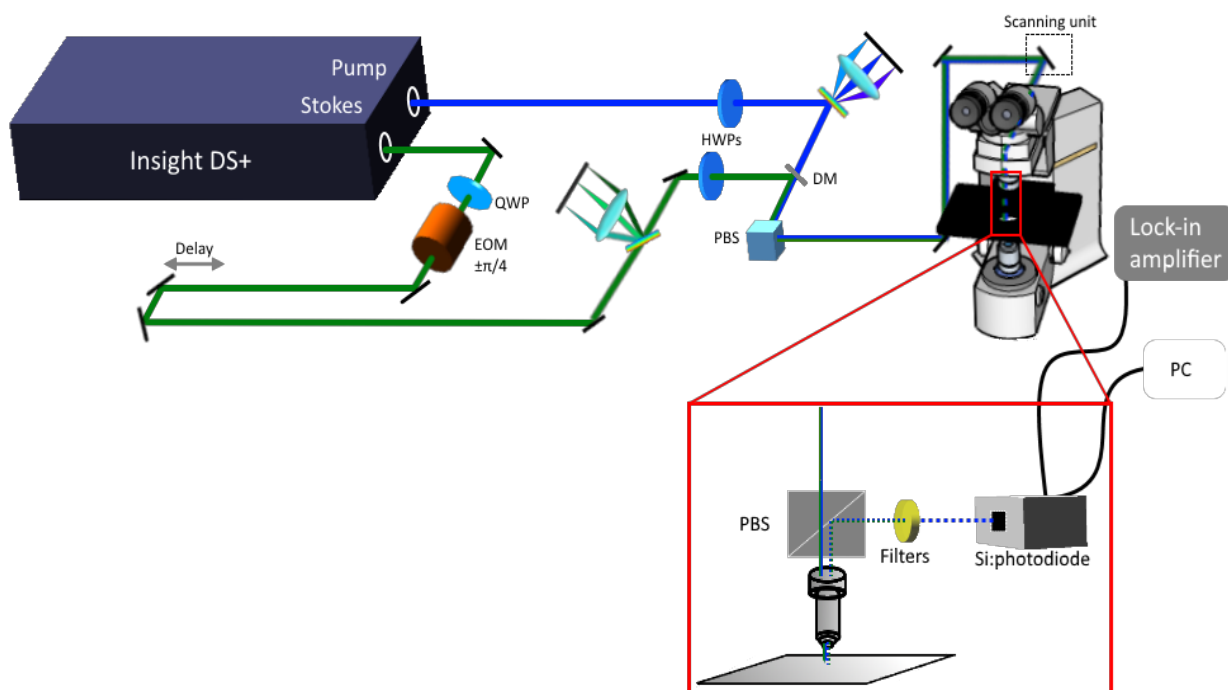 Scanning unit
Pump
Stokes
Insight DS+
HWPs
DM
QWP
PBS
EOM
±π/4
Delay
Lock-in
amplifier
PC
PBS
Filters
Si:photodiode